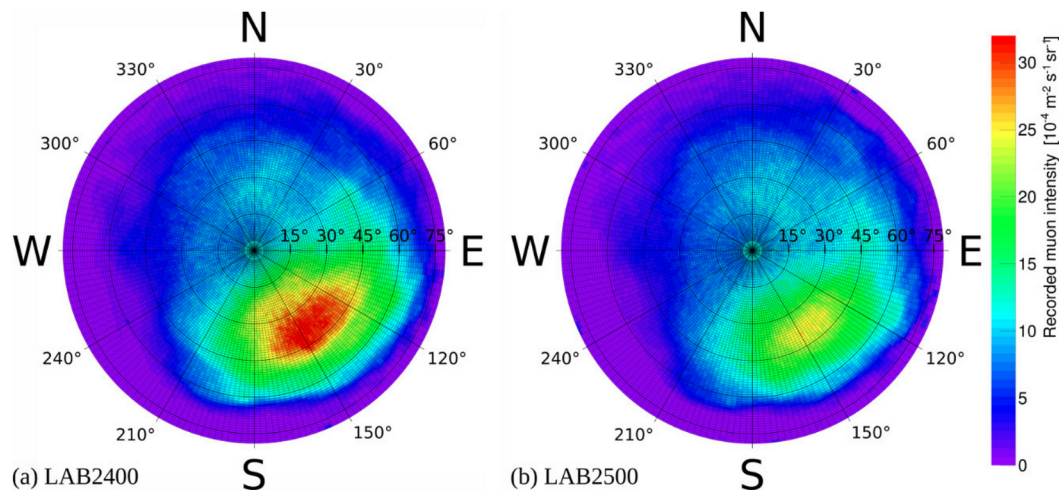 N
330°
30°
300°
60°
W
15° 30° 45° 60° 75°
E
240°
120°
210°
150°
S
(a) LAB2400
N
330°
30°
300°
60°
W
15° 30° 45° 60° 75°
E
240°
120°
210°
150°
S
(b) LAB2500
30
25
20
15
10
5
0
Recorded muon intensity [10⁻⁴ m⁻² s⁻¹ sr⁻¹]